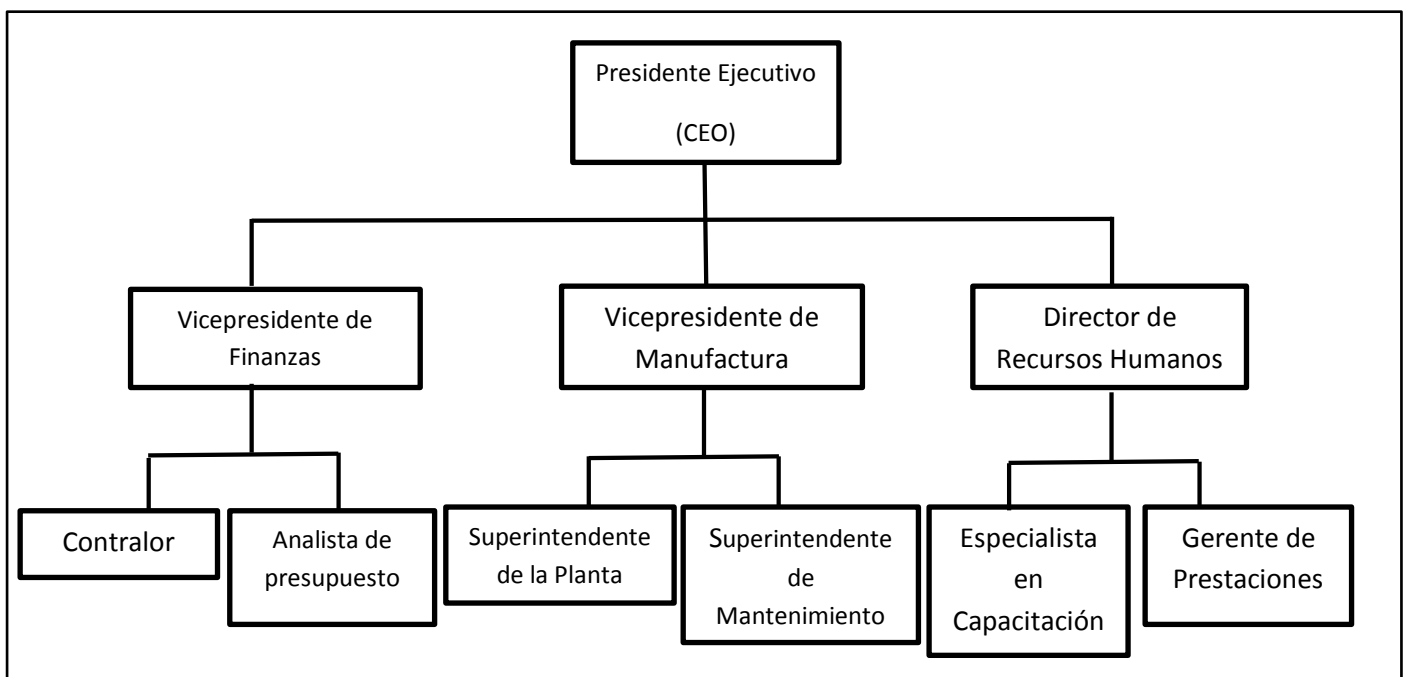 Presidente Ejecutivo
(CEO)
Vicepresidente de
Finanzas
Vicepresidente de
Manufactura
Director de
Recursos Humanos
Contralor
Analista de
presupuesto
Superintendente
de la Planta
Superintendente
de
Mantenimiento
Especialista
en
Capacitación
Gerente de
Prestaciones